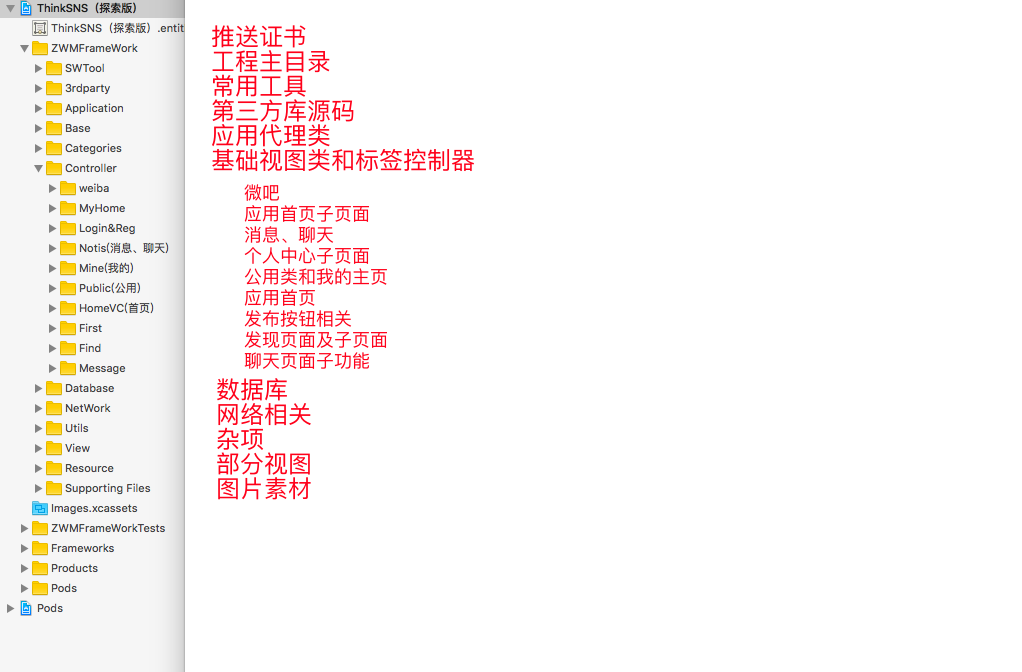 ThinkSNS（探索版）
ThinkSNS（探索版）.entit
ZWMFrameWork
SWTool
3rdparty
Application
Base
Categories
Controller
weiba
MyHome
Login&Reg
Notis(消息、聊天)
Mine(我的)
Public(公用)
HomeVC(首页)
First
Find
Message
Database
NetWork
Utils
View
Resource
Supporting Files
Images.xcassets
ZWMFrameWorkTests
Frameworks
Products
Pods
Pods
推送证书
工程主目录
常用工具
第三方库源码
应用代理类
基础视图类和标签控制器
微吧
应用首页子页面
消息、聊天
个人中心子页面
公用类和我的主页
应用首页
发布按钮相关
发现页面及子页面
聊天页面子功能
数据库
网络相关
杂项
部分视图
图片素材